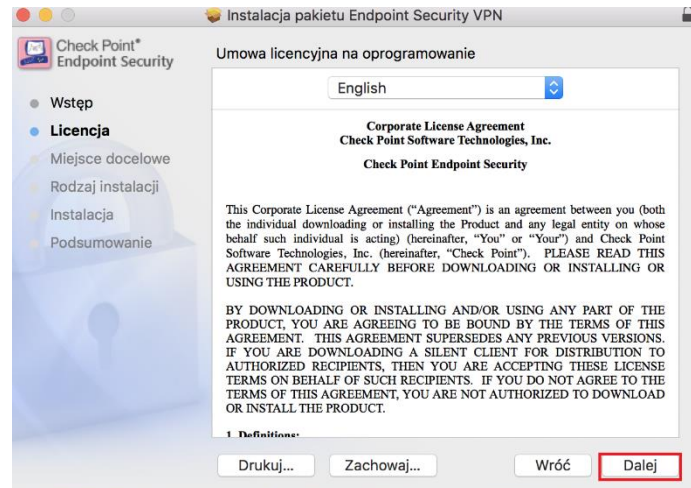 Instalacja pakietu Endpoint Security VPN
Check Point
Endpoint Security
Wstęp
Licencja
Miejsce docelowe
Rodzaj instalacji
Instalacja
Podsumowanie
Umowa licencyjna na oprogramowanie
English
Corporate License Agreement
Check Point Software Technologies, Inc.
Check Point Endpoint Security
This Corporate License Agreement (“Agreement”) is an agreement between you (both
the individual downloading or installing the Product and any legal entity on whose
behalf such individual is acting) (hereinafter, “You” or “Your”) and Check Point
Software Technologies, Inc. (hereinafter, “Check Point”). PLEASE READ THIS
AGREEMENT CAREFULLY BEFORE DOWNLOADING OR INSTALLING OR
USING THE PRODUCT.
BY DOWNLOADING OR INSTALLING AND/OR USING ANY PART OF THE
PRODUCT, YOU ARE AGREEING TO BE BOUND BY THE TERMS OF THIS
AGREEMENT. THIS AGREEMENT SUPERSEDES ANY PREVIOUS VERSIONS.
IF YOU ARE DOWNLOADING A SILENT CLIENT FOR DISTRIBUTION TO
AUTHORIZED RECIPIENTS, THEN YOU ARE ACCEPTING THESE LICENSE
TERMS ON BEHALF OF SUCH RECIPIENTS. IF YOU DO NOT AGREE TO THE
TERMS OF THIS AGREEMENT, YOU ARE NOT AUTHORIZED TO DOWNLOAD
OR INSTALL THE PRODUCT.
1. Definitions:
Drukuj... Zachowaj... Wróć Dalej